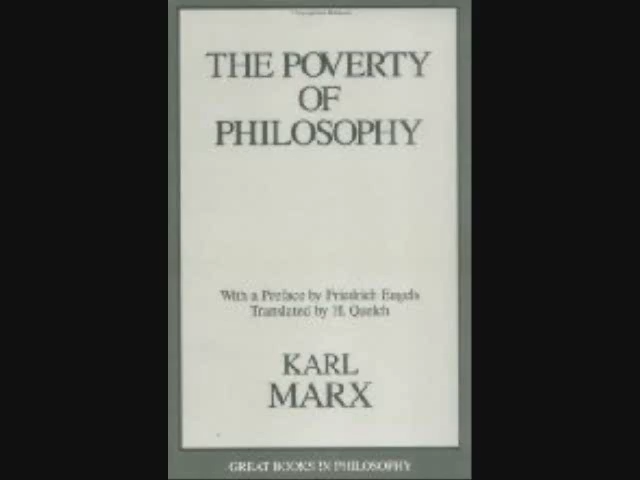 THE POVERTY
OF
PHILOSOPHY
With a Preface by Friedrich Engels
Translated by H. Quelch
KARL
MARX
GREAT BOOKS IN PHILOSOPHY